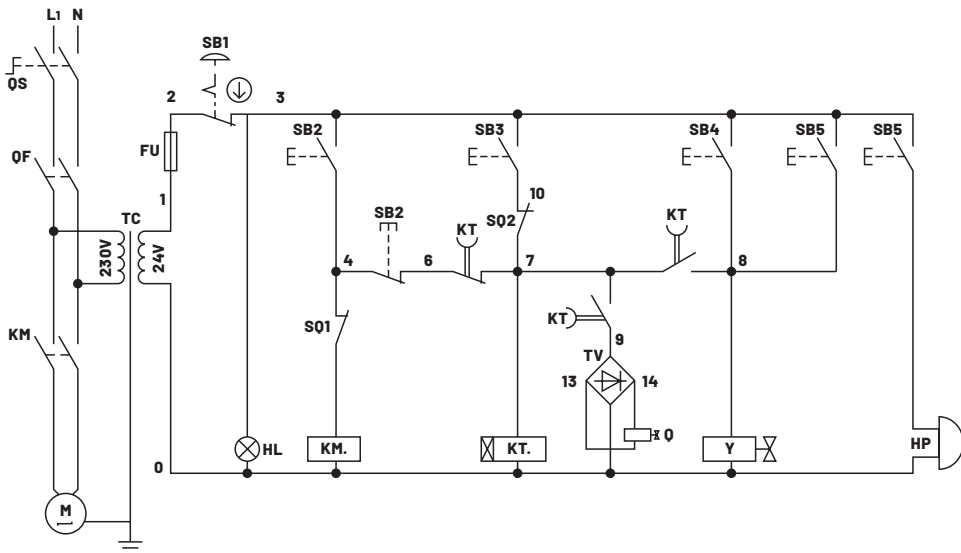 L1 N
SB1
QS
2 3
SB2 SB3 SB4 SB5 SB5
FU
QF
1
10
TC
SB2
SQ2
KT
KT
230V
24V
4 6 7 8
KM
SQ1
KT
9
TV
13 14
Q
HL
KM.
KT.
Y
HP
0
M